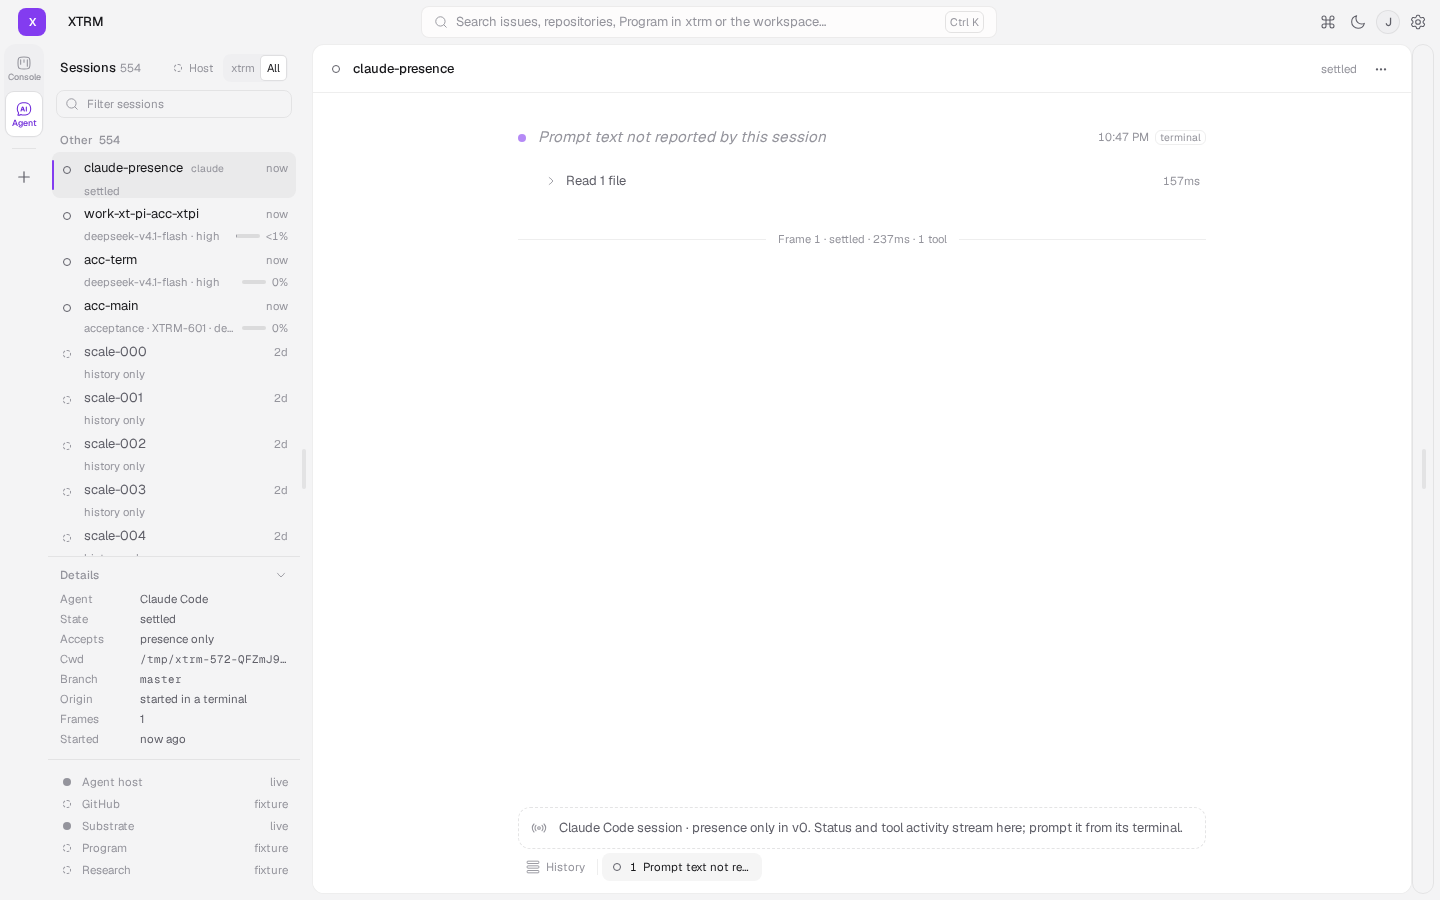 X
XTRM
Search issues, repositories, Program in xtrm or the workspace...
Ctrl K
J
Console
Agent
AI
Sessions 554
Host
xtrm
All
Filter sessions
Other 554
claude-presence claude now
settled
work-xt-pi-acc-xtpi now
deepseek-v4.1-flash · high <1%
acc-term now
deepseek-v4.1-flash · high 0%
acc-main now
acceptance · XTRM-601 · de... 0%
scale-000 2d
history only
scale-001 2d
history only
scale-002 2d
history only
scale-003 2d
history only
scale-004 2d
Details
Agent Claude Code
State settled
Accepts presence only
Cwd /tmp/xtrm-572-QFZmJ9...
Branch master
Origin started in a terminal
Frames 1
Started now ago
Agent host live
GitHub fixture
Substrate live
Program fixture
Research fixture
claude-presence settled
Prompt text not reported by this session 10:47 PM terminal
Read 1 file 157ms
Frame 1 · settled · 237ms · 1 tool
Claude Code session · presence only in v0. Status and tool activity stream here; prompt it from its terminal.
History 1 Prompt text not re...